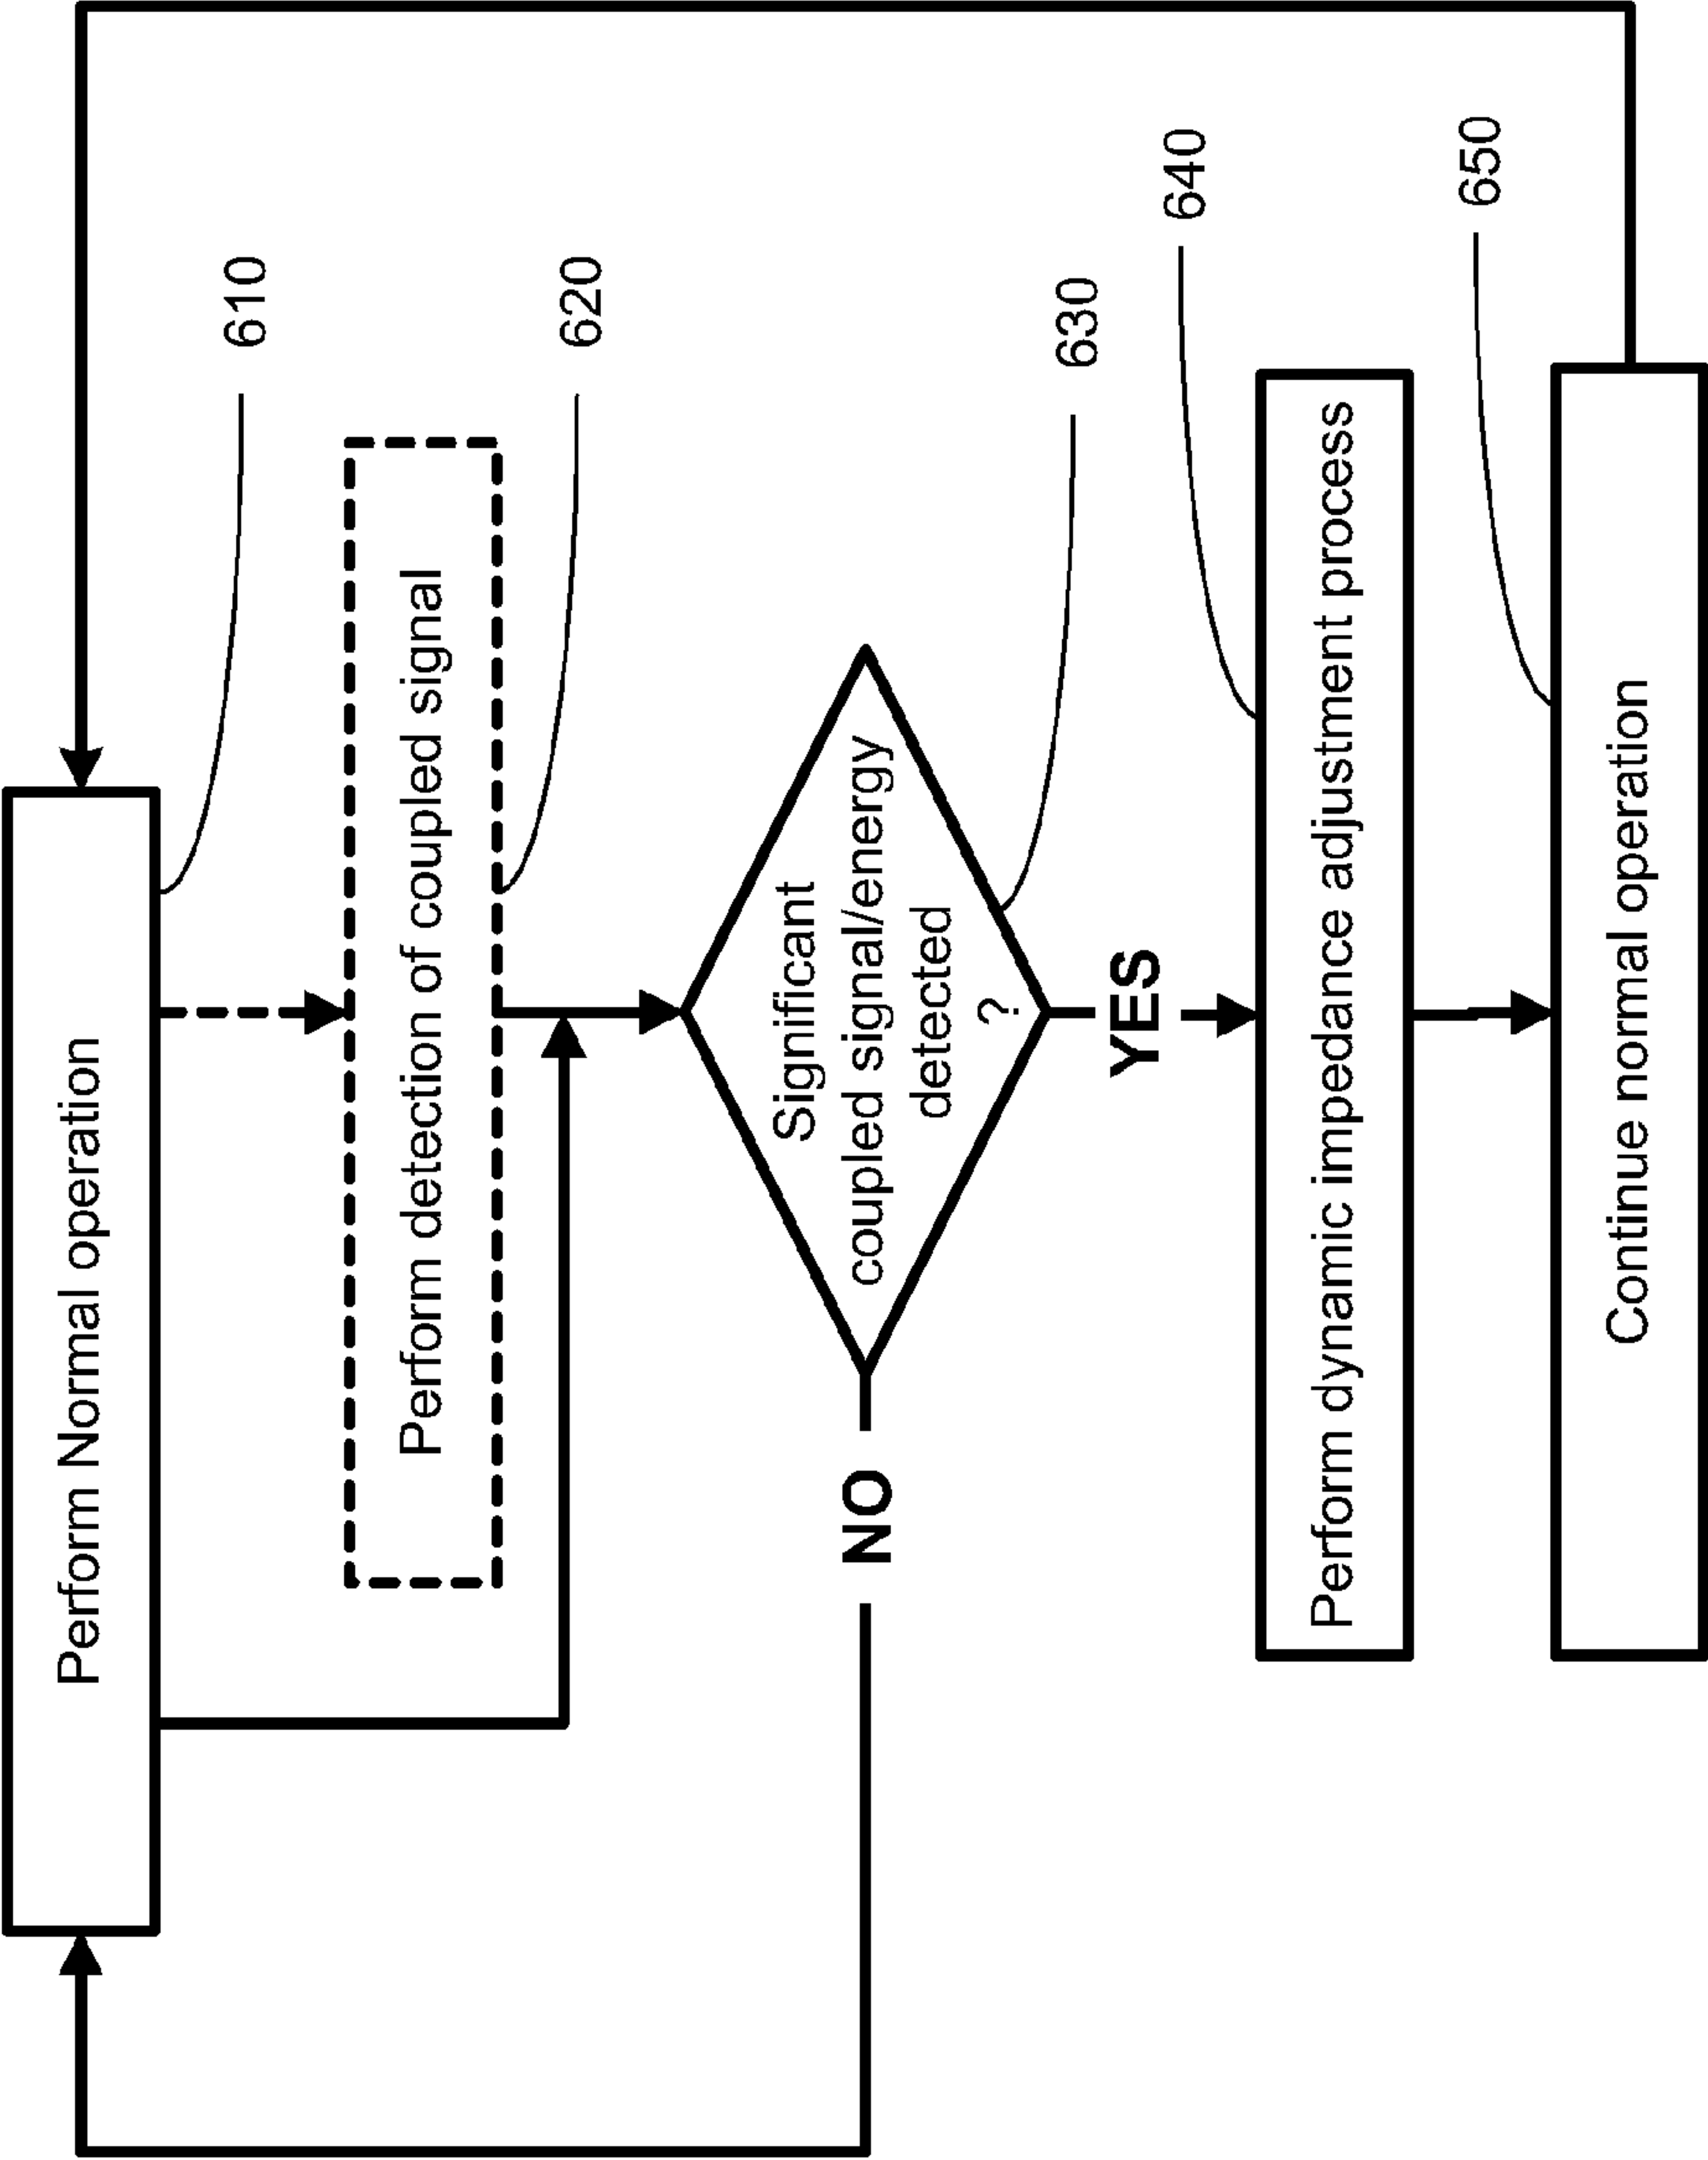 Perform Normal operation
610
Perform detection of coupled signal
620
Significant
coupled signal/energy
detected
?
630
NO
YES
640
Perform dynamic impedance adjustment process
650
Continue normal operation